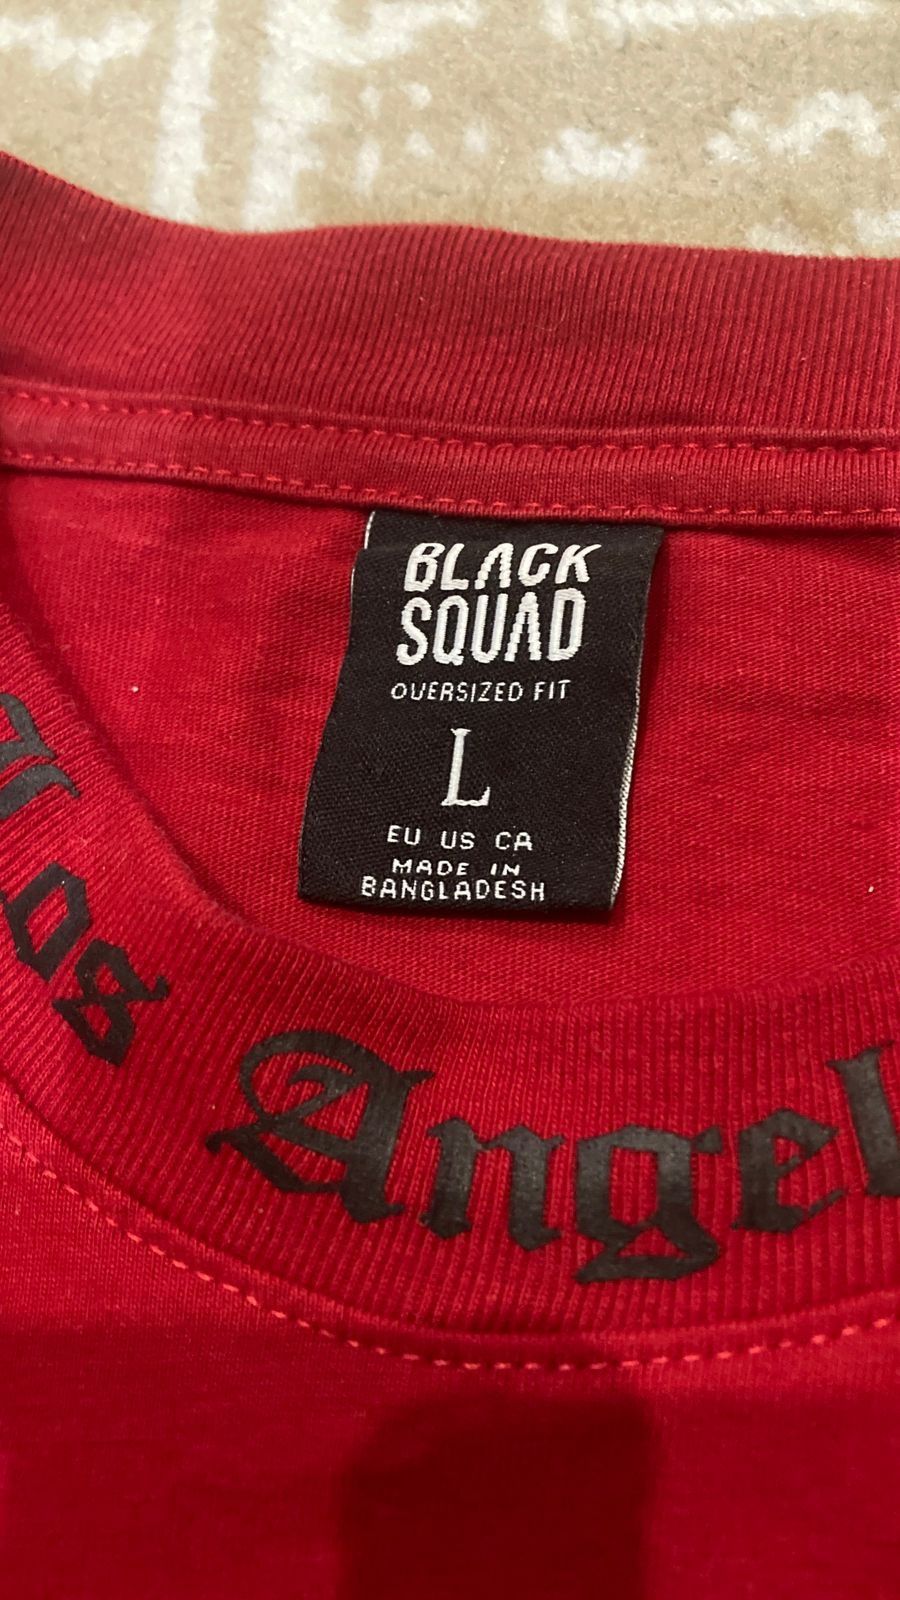 BLACK
SQUAD
OVERSIZED FIT
L
EU US CA
MADE IN
BANGLADESH
Los Angel